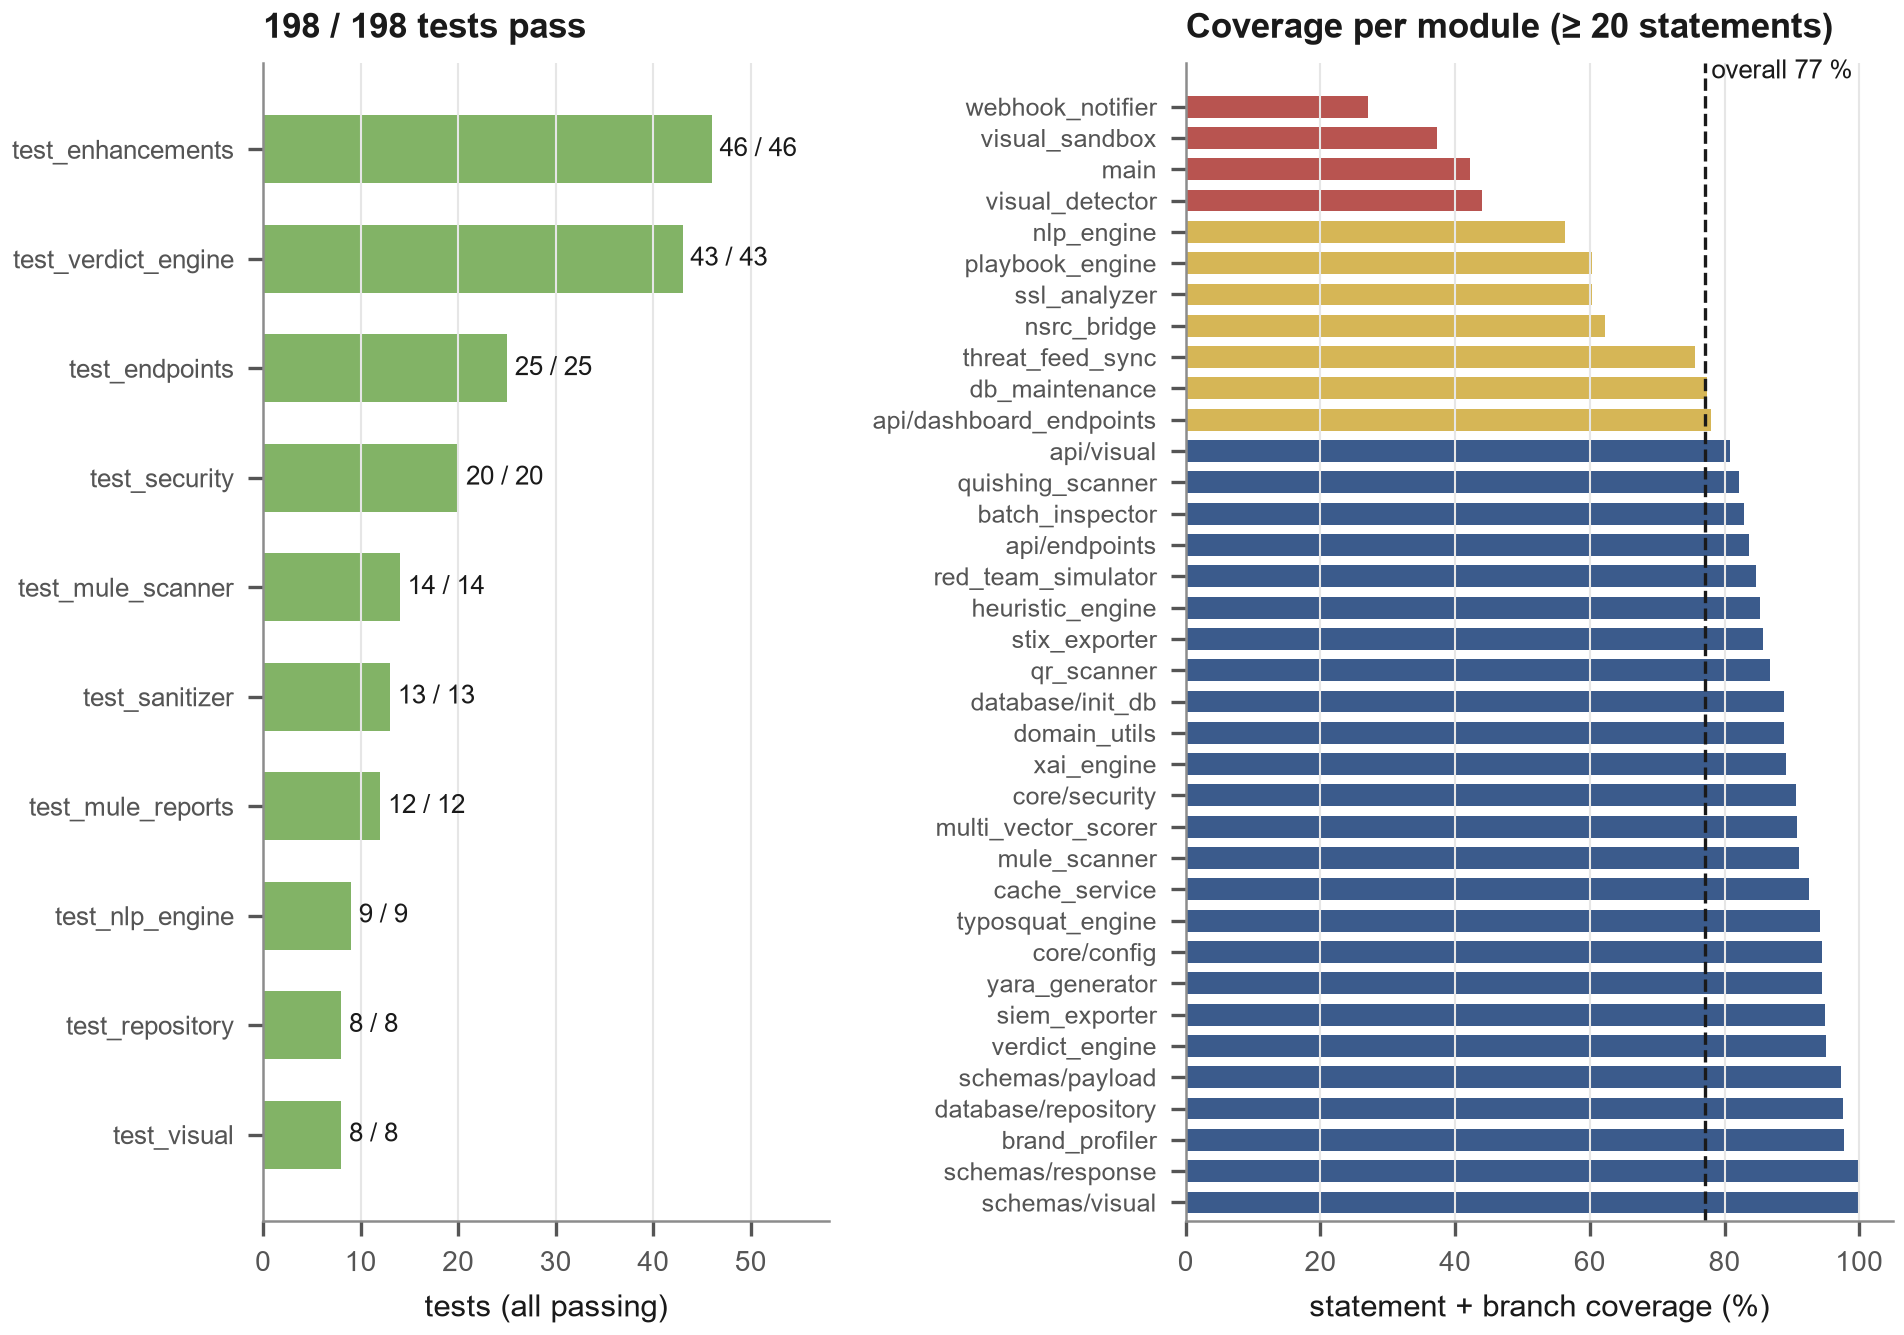 198 / 198 tests pass
test_enhancements
46 / 46
test_verdict_engine
43 / 43
test_endpoints
25 / 25
test_security
20 / 20
test_mule_scanner
14 / 14
test_sanitizer
13 / 13
test_mule_reports
12 / 12
test_nlp_engine
9 / 9
test_repository
8 / 8
test_visual
8 / 8
0 10 20 30 40 50
tests (all passing)
Coverage per module (≥ 20 statements)
overall 77 %
webhook_notifier
visual_sandbox
main
visual_detector
nlp_engine
playbook_engine
ssl_analyzer
nsrc_bridge
threat_feed_sync
db_maintenance
api/dashboard_endpoints
api/visual
quishing_scanner
batch_inspector
api/endpoints
red_team_simulator
heuristic_engine
stix_exporter
qr_scanner
database/init_db
domain_utils
xai_engine
core/security
multi_vector_scorer
mule_scanner
cache_service
typosquat_engine
core/config
yara_generator
siem_exporter
verdict_engine
schemas/payload
database/repository
brand_profiler
schemas/response
schemas/visual
0 20 40 60 80 100
statement + branch coverage (%)